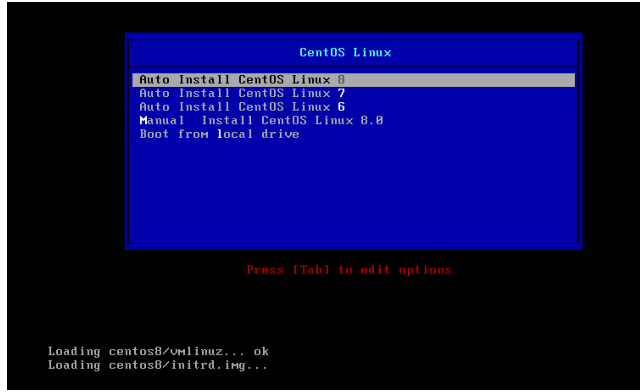 CentOS Linux
Auto Install CentOS Linux 8
Auto Install CentOS Linux 7
Auto Install CentOS Linux 6
Manual  Install CentOS Linux 8.0
Boot from local drive
Press [Tab] to edit options
Loading centos8/vmlinuz... ok
Loading centos8/initrd.img...